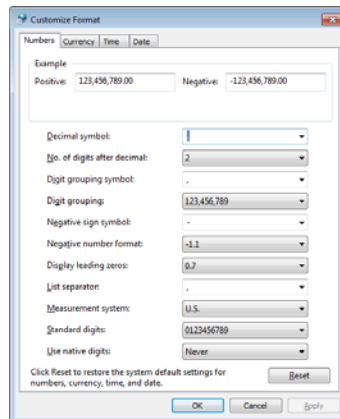 Customize Format
Numbers Currency Time Date
Example
Positive: 123,456,789.00 Negative: -123,456,789.00
Decimal symbol: .
No. of digits after decimal: 2
Digit grouping symbol: ,
Digit grouping: 123,456,789
Negative sign symbol: -
Negative number format: -1.1
Display leading zeros: 0.7
List separator: ,
Measurement system: U.S.
Standard digits: 0123456789
Use native digits: Never
Click Reset to restore the system default settings for
numbers, currency, time, and date.
Reset
OK Cancel Apply